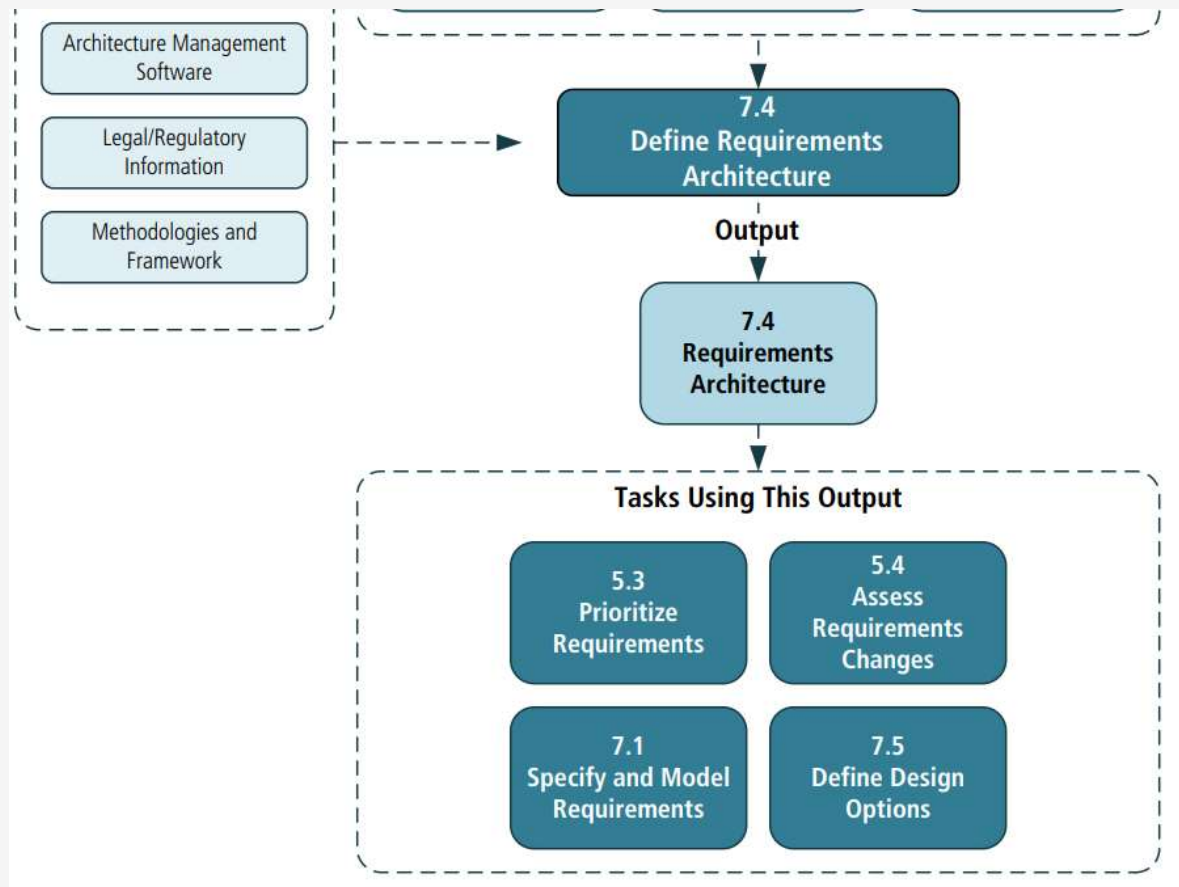 Architecture Management
Software
Legal/Regulatory
Information
Methodologies and
Framework
7.4
Define Requirements
Architecture
Output
7.4
Requirements
Architecture
Tasks Using This Output
5.3
Prioritize
Requirements
5.4
Assess
Requirements
Changes
7.1
Specify and Model
Requirements
7.5
Define Design
Options